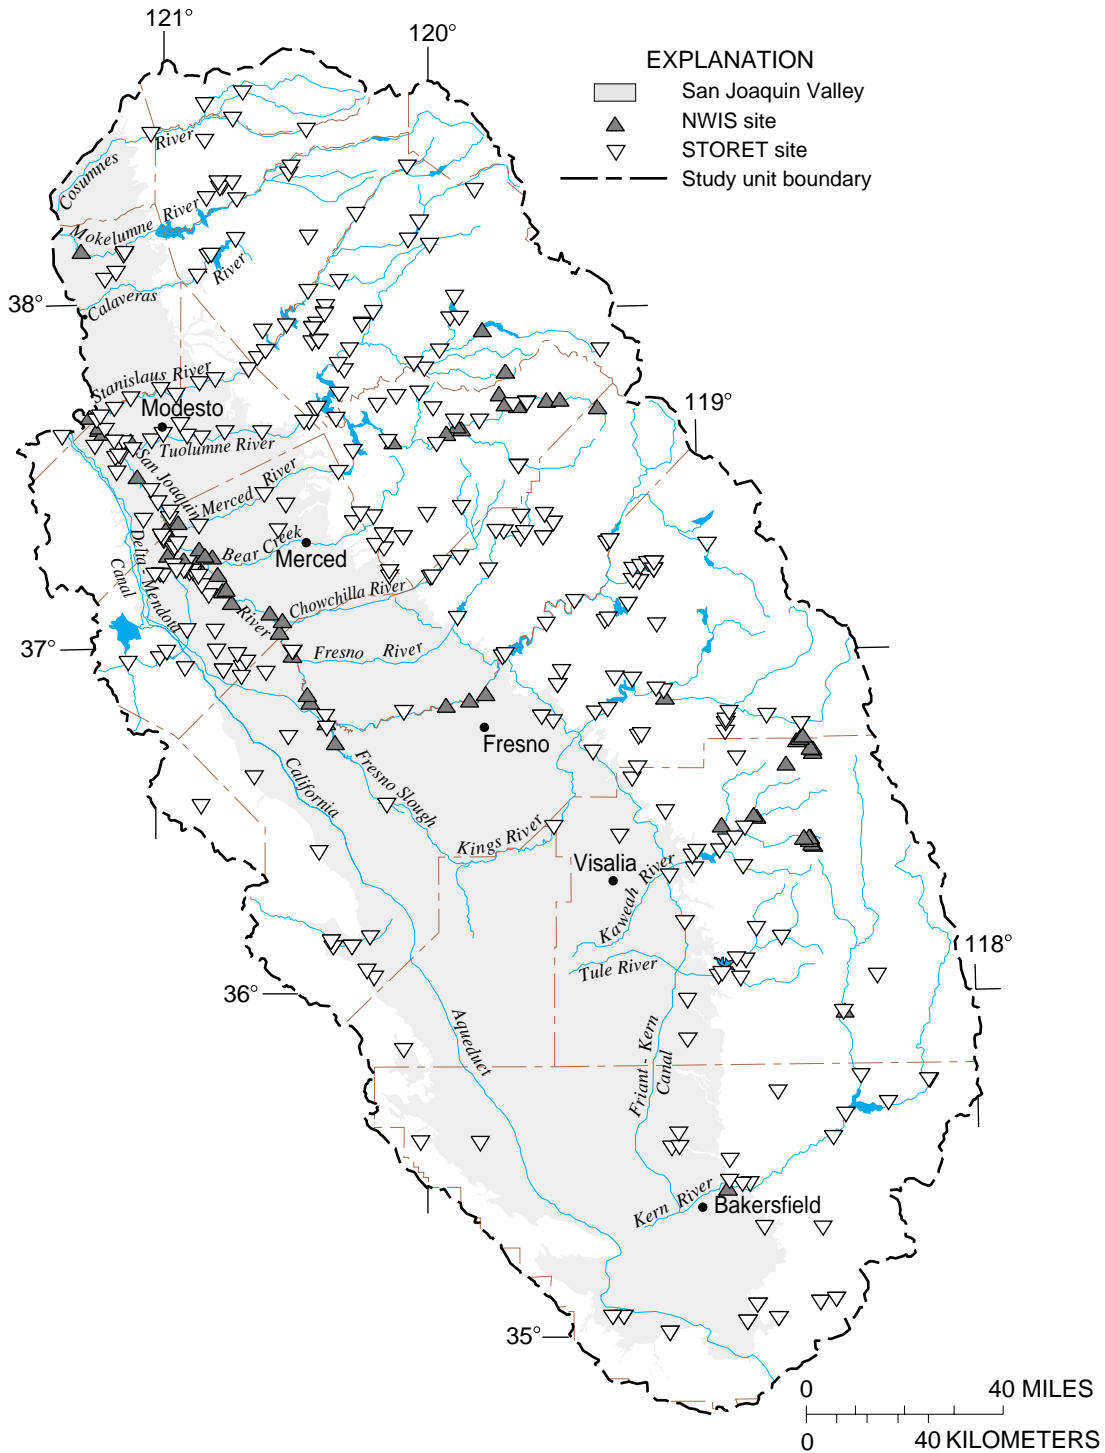 121°
120°
EXPLANATION
San Joaquin Valley
NWIS site
STORET site
Study unit boundary
Cosumnes River
Mokelumne River
Calaveras River
38°
Stanislaus River
Modesto
Tuolumne River
119°
San Joaquin River
Merced River
Bear Creek
Merced
Delta Mendota Canal
Chowchilla River
37°
Fresno River
Fresno
Fresno Slough
California Aqueduct
Kings River
Visalia
Kaweah River
Tule River
118°
36°
Friant - Kern Canal
Kern River
Bakersfield
35°
0 40 MILES
0 40 KILOMETERS